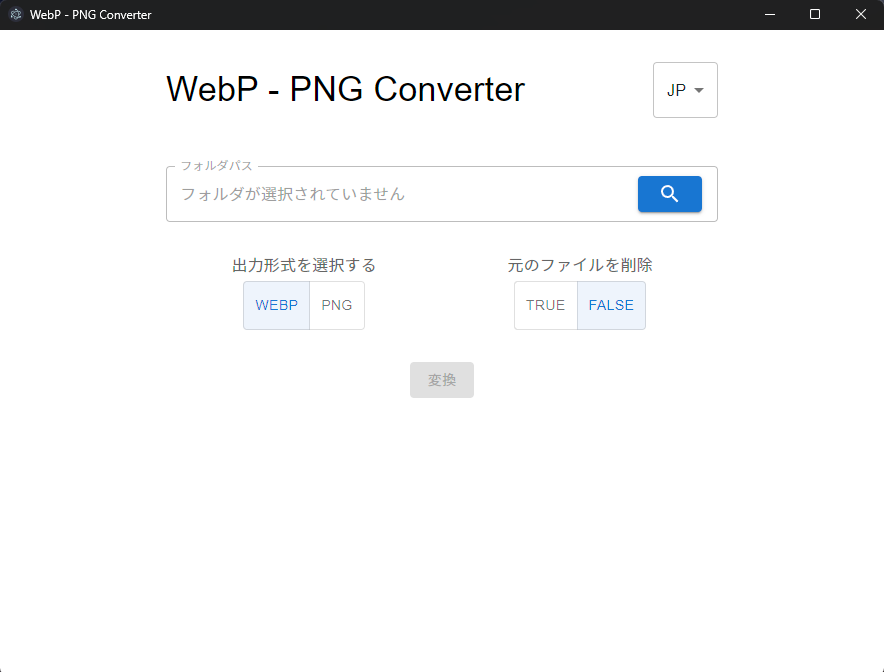 WebP - PNG Converter
WebP - PNG Converter
JP
フォルダパス
フォルダが選択されていません
出力形式を選択する
元のファイルを削除
WEBP PNG
TRUE FALSE
変換